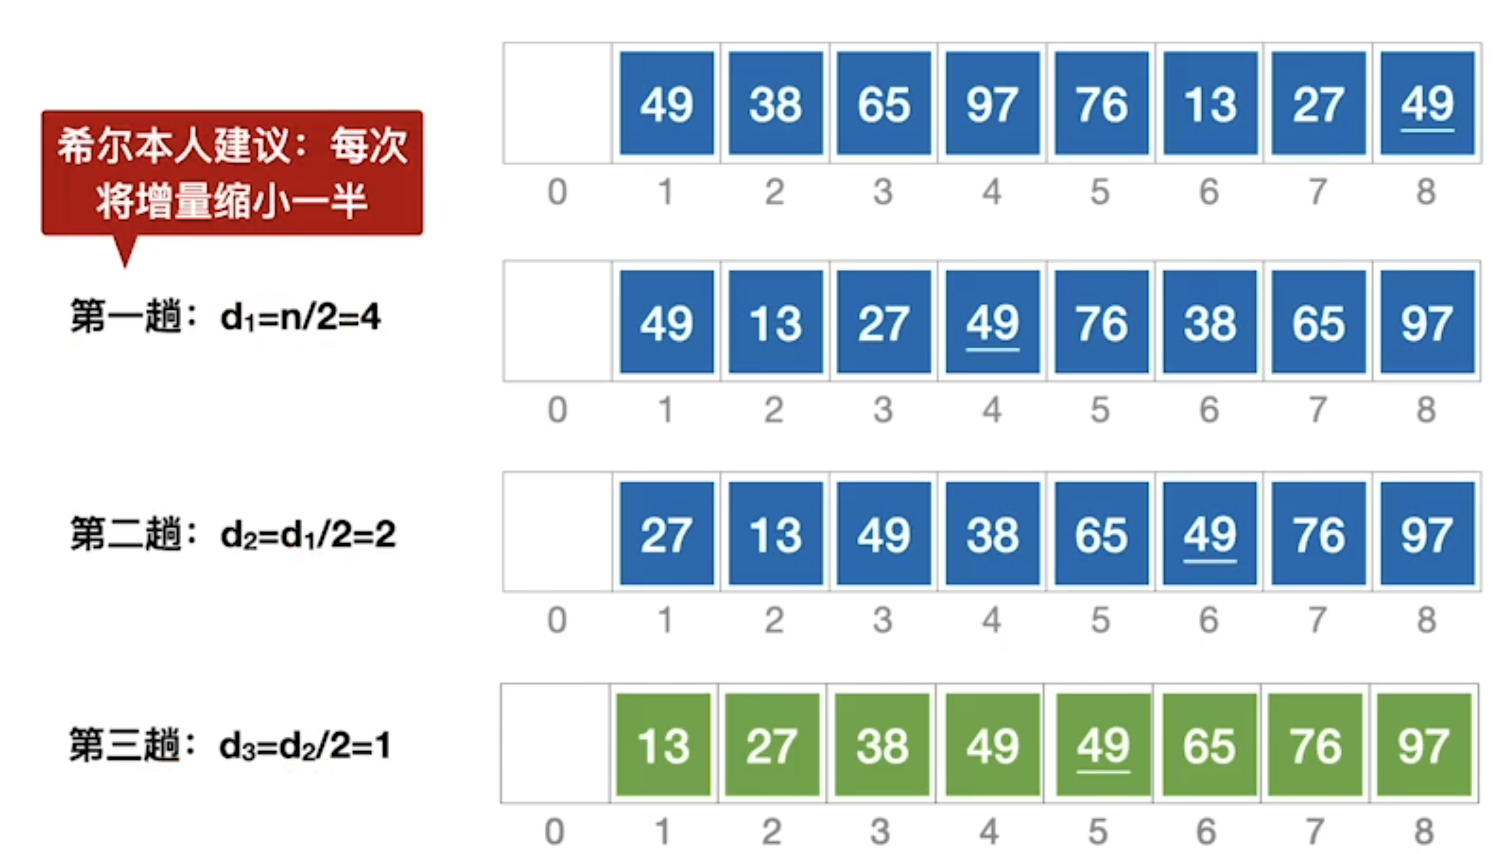 49 38 65 97 76 13 27 49
0 1 2 3 4 5 6 7 8
希尔本人建议：每次
将增量缩小一半
第一趟：d₁=n/2=4
49 13 27 49 76 38 65 97
0 1 2 3 4 5 6 7 8
第二趟：d₂=d₁/2=2
27 13 49 38 65 49 76 97
0 1 2 3 4 5 6 7 8
第三趟：d₃=d₂/2=1
13 27 38 49 49 65 76 97
0 1 2 3 4 5 6 7 8